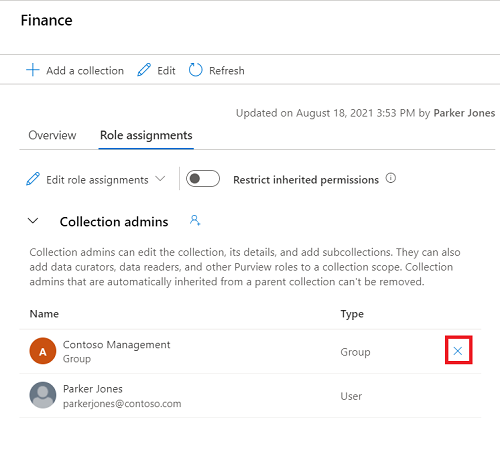 Finance
Add a collection Edit Refresh
Updated on August 18, 2021 3:53 PM by Parker Jones
Overview Role assignments
Edit role assignments Restrict inherited permissions
Collection admins
Collection admins can edit the collection, its details, and add subcollections. They can also
add data curators, data readers, and other Purview roles to a collection scope. Collection
admins that are automatically inherited from a parent collection can't be removed.
Name Type
A Contoso Management Group
Group
Parker Jones User
parkerjones@contoso.com